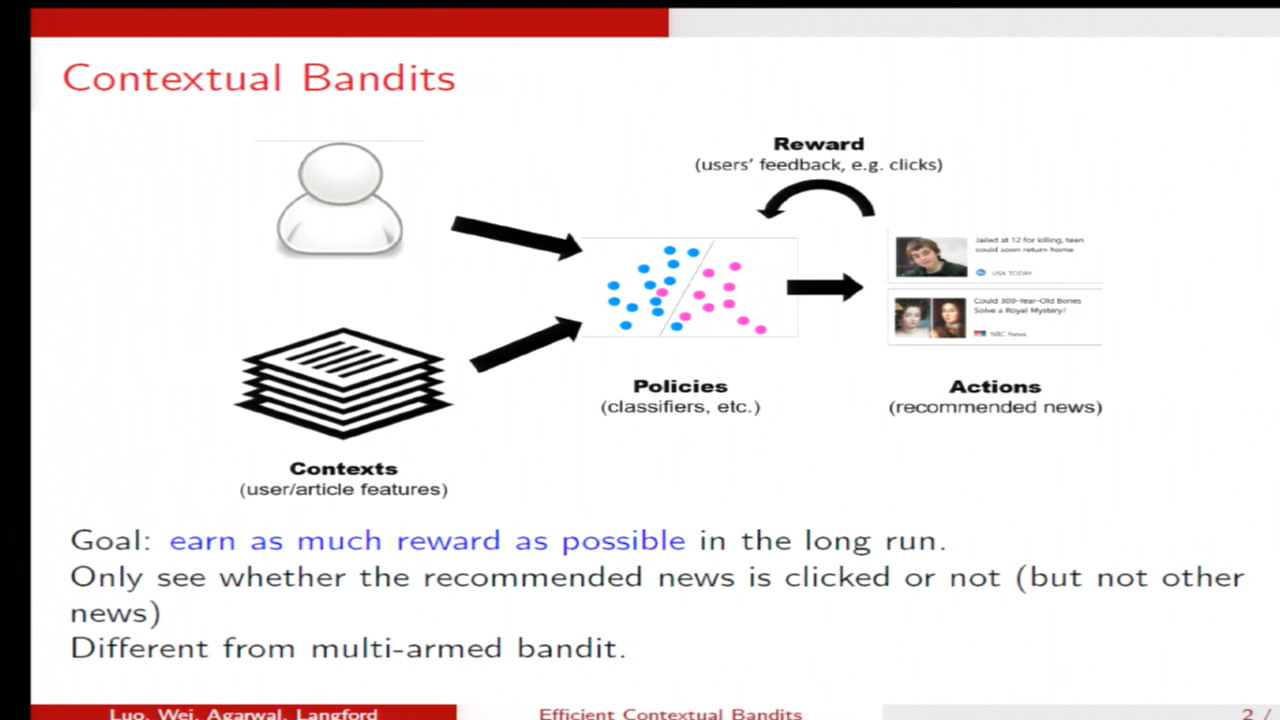 Contextual Bandits
Reward
(users' feedback, e.g. clicks)
Jailed at 12 for killing, teen
could soon return home
USA TODAY
Could 300-Year-Old Bones
Solve a Royal Mystery?
NBC News
Policies
(classifiers, etc.)
Actions
(recommended news)
Contexts
(user/article features)
Goal: earn as much reward as possible in the long run.
Only see whether the recommended news is clicked or not (but not other
news)
Different from multi-armed bandit.
Luo, Wei, Agarwal, Langford
Efficient Contextual Bandits
2 /